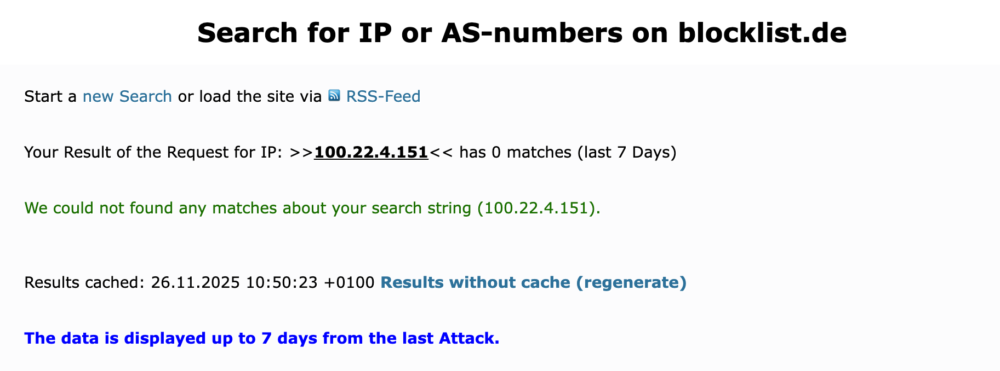 Search for IP or AS-numbers on blocklist.de
Start a new Search or load the site via RSS-Feed
Your Result of the Request for IP: >>100.22.4.151<< has 0 matches (last 7 Days)
We could not found any matches about your search string (100.22.4.151).
Results cached: 26.11.2025 10:50:23 +0100 Results without cache (regenerate)
The data is displayed up to 7 days from the last Attack.